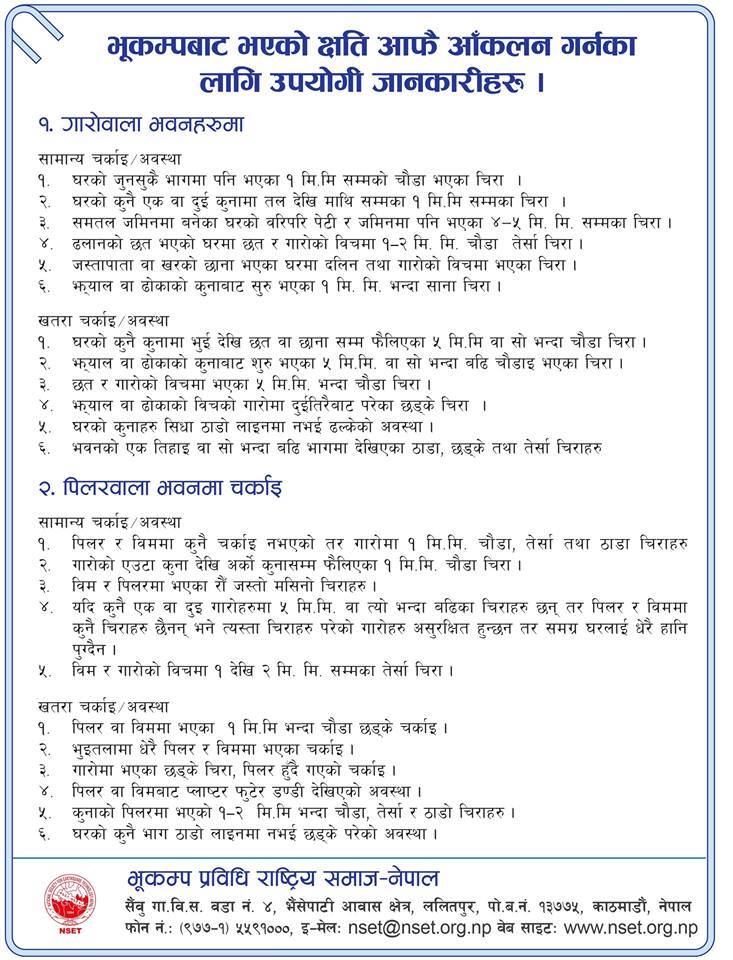 भूकम्पबाट भएको क्षति आफै आँकलन गर्नका
लागि उपयोगी जानकारीहरु ।
१. गारोवाला भवनहरुमा
सामान्य चर्काइ/अवस्था
१. घरको जुनसुकै भागमा पनि भएका १ मि.मि सम्मको चौडा भएका चिरा ।
२. घरको कुनै एक वा दुई कुनामा तल देखि माथि सम्मका १ मि.मि सम्मका चिरा ।
३. समतल जमिनमा बनेका घरको वरिपरि पेटी र जमिनमा पनि भएका ४–५ मि. मि. सम्मका चिरा ।
४. ढलानको छत भएको घरमा छत र गारोको विचमा १–२ मि. मि. चौडा तेर्सा चिरा ।
५. जस्तापाता वा खरको छाना भएका घरमा दलिन तथा गारोको विचमा भएका चिरा ।
६. झ्याल वा ढोकाको कुनाबाट सुरु भएका १ मि. मि. भन्दा साना चिरा ।
खतरा चर्काइ/अवस्था
१. घरको कुनै कुनामा भुई देखि छत वा छाना सम्म फैलिएका ५ मि.मि वा सो भन्दा चौडा चिरा ।
२. झ्याल वा ढोकाको कुनाबाट शुरु भएका ५ मि.मि. वा सो भन्दा बढि चौडाइ भएका चिरा ।
३. छत र गारोको विचमा भएका ५ मि.मि. भन्दा चौडा चिरा ।
४. झ्याल वा ढोकाको विचको गारोमा दुईतिरैबाट परेका छड्के चिरा ।
५. घरको कुनाहरु सिधा ठाडो लाइनमा नभई ढल्केको अवस्था ।
६. भवनको एक तिहाइ वा सो भन्दा बढि भागमा देखिएका ठाडा, छड्के तथा तेर्सा चिराहरु
२. पिलरवाला भवनमा चर्काइ
सामान्य चर्काइ/अवस्था
१. पिलर र विममा कुनै चर्काइ नभएको तर गारोमा १ मि.मि. चौडा, तेर्सा तथा ठाडा चिराहरु
२. गारोको एउटा कुना देखि अर्को कुनासम्म फैलिएका १ मि.मि. चौडा चिरा ।
३. विम र पिलरमा भएका रौं जस्तो मसिनो चिराहरु ।
४. यदि कुनै एक वा दुइ गारोहरुमा ५ मि.मि. वा त्यो भन्दा बढिका चिराहरु छन् तर पिलर र विममा
कुनै चिराहरु छैनन् भने त्यस्ता चिराहरु परेको गारोहरु असुरक्षित हुन्छन तर समग्र घरलाई धेरै हानि
पुग्दैन ।
५. विम र गारोको विचमा १ देखि २ मि. मि. सम्मका तेर्सा चिरा ।
खतरा चर्काइ/अवस्था
१. पिलर वा विममा भएका १ मि.मि भन्दा चौडा छड्के चर्काइ ।
२. भुइतलामा धेरै पिलर र विममा भएका चर्काइ ।
३. गारोमा भएका छड्के चिरा, पिलर हुँदै गएको चर्काइ ।
४. पिलर वा विमबाट प्लाष्टर फुटेर डण्डी देखिएको अवस्था ।
५. कुनाको पिलरमा भएको १–२ मि.मि भन्दा चौडा, तेर्सा र ठाडो चिराहरु ।
६. घरको कुनै भाग ठाडो लाइनमा नभई छड्के परेको अवस्था ।
भूकम्प प्रविधि राष्ट्रिय समाज-नेपाल
सैंबु गा.बि.स. वडा नं. ४, भैंसेपाटी आवास क्षेत्र, ललितपुर, पो.ब.नं. १३७७५, काठमाडौं, नेपाल
फोन नं.: (९७७-१) ५५९१०००, इ-मेल: nset@nset.org.np वेब साइट: www.nset.org.np
NSET